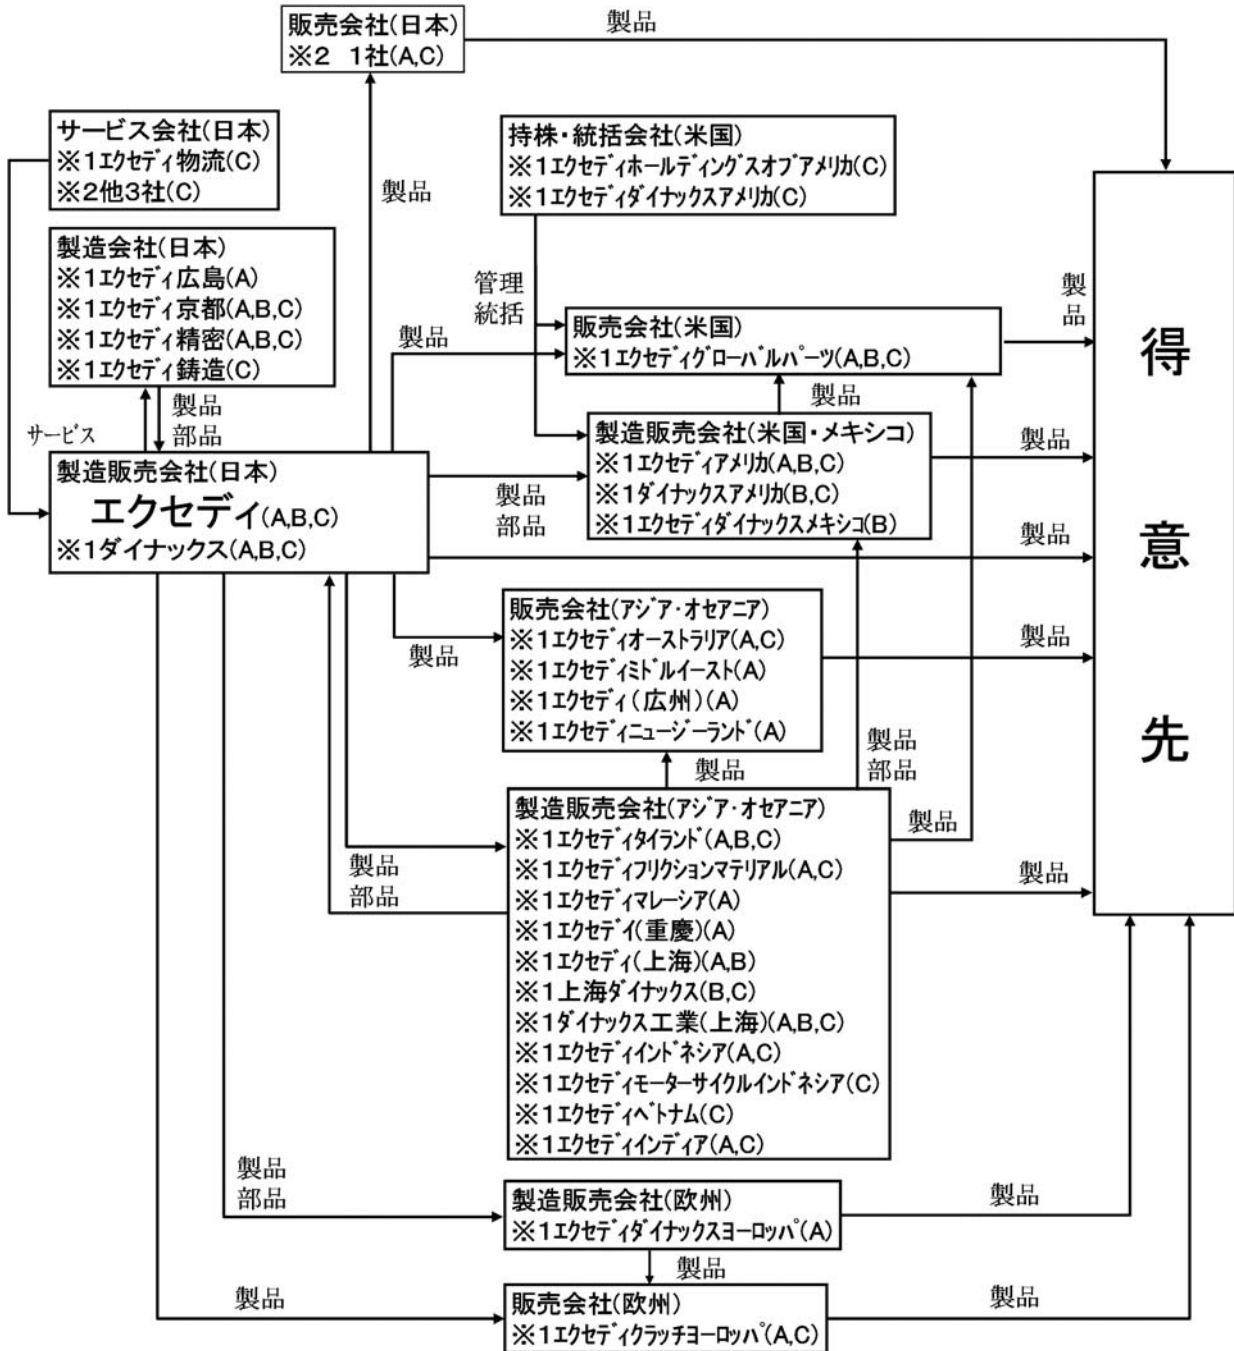 販売会社(日本)
※2 1社(A,C)
製品
サービス会社(日本)
※1エクセディ物流(C)
※2他3社(C)
製品
持株・統括会社(米国)
※1エクセディホールディングスオブアメリカ(C)
※1エクセディダイナックスアメリカ(C)
製造会社(日本)
※1エクセディ広島(A)
※1エクセディ京都(A,B,C)
※1エクセディ精密(A,B,C)
※1エクセディ鋳造(C)
管理
統括
製品
販売会社(米国)
※1エクセディグローバルパーツ(A,B,C)
製品
製品
サービス
製品
部品
製造販売会社(米国・メキシコ)
※1エクセディアメリカ(A,B,C)
※1ダイナックスアメリカ(B,C)
※1エクセディダイナックスメキシコ(B)
製品
製造販売会社(日本)
エクセディ(A,B,C)
※1ダイナックス(A,B,C)
製品
部品
製品
得意先
販売会社(アジア・オセアニア)
※1エクセディオーストラリア(A,C)
※1エクセディミドルイースト(A)
※1エクセディ(広州)(A)
※1エクセディニュージーランド(A)
製品
製品
製品
製品
部品
製造販売会社(アジア・オセアニア)
※1エクセディタイランド(A,B,C)
※1エクセディフリクションマテリアル(A,C)
※1エクセディマレーシア(A)
※1エクセデイ(重慶)(A)
※1エクセディ(上海)(A,B)
※1上海ダイナックス(B,C)
※1ダイナックス工業(上海)(A,B,C)
※1エクセディインドネシア(A,C)
※1エクセディモーターサイクルインドネシア(C)
※1エクセディベトナム(C)
※1エクセディインディア(A,C)
製品
製品
製品
部品
製品
部品
製造販売会社(欧州)
※1エクセディダイナックスヨーロッパ(A)
製品
製品
製品
販売会社(欧州)
※1エクセディクラッチヨーロッパ(A,C)
製品